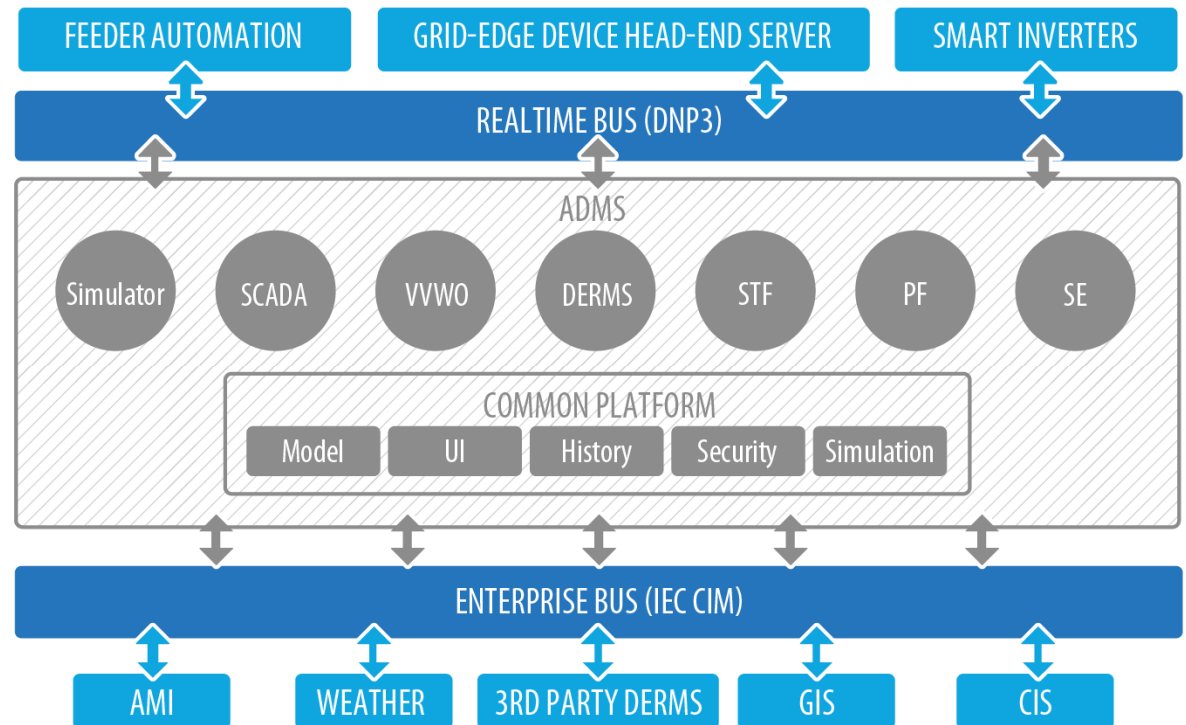 FEEDER AUTOMATION
GRID-EDGE DEVICE HEAD-END SERVER
SMART INVERTERS
REALTIME BUS (DNP3)
ADMS
Simulator
SCADA
VVWO
DERMS
STF
PF
SE
COMMON PLATFORM
Model
UI
History
Security
Simulation
ENTERPRISE BUS (IEC CIM)
AMI
WEATHER
3RD PARTY DERMS
GIS
CIS